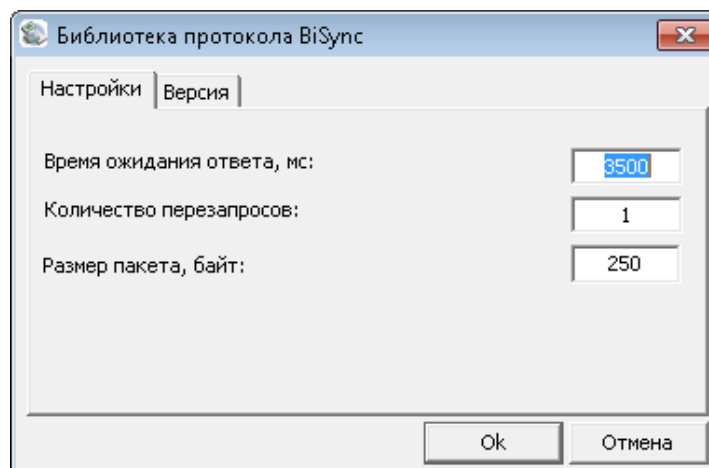 Библиотека протокола BiSync
Настройки Версия
Время ожидания ответа, мс: 3500
Количество перезапросов: 1
Размер пакета, байт: 250
Ok Отмена